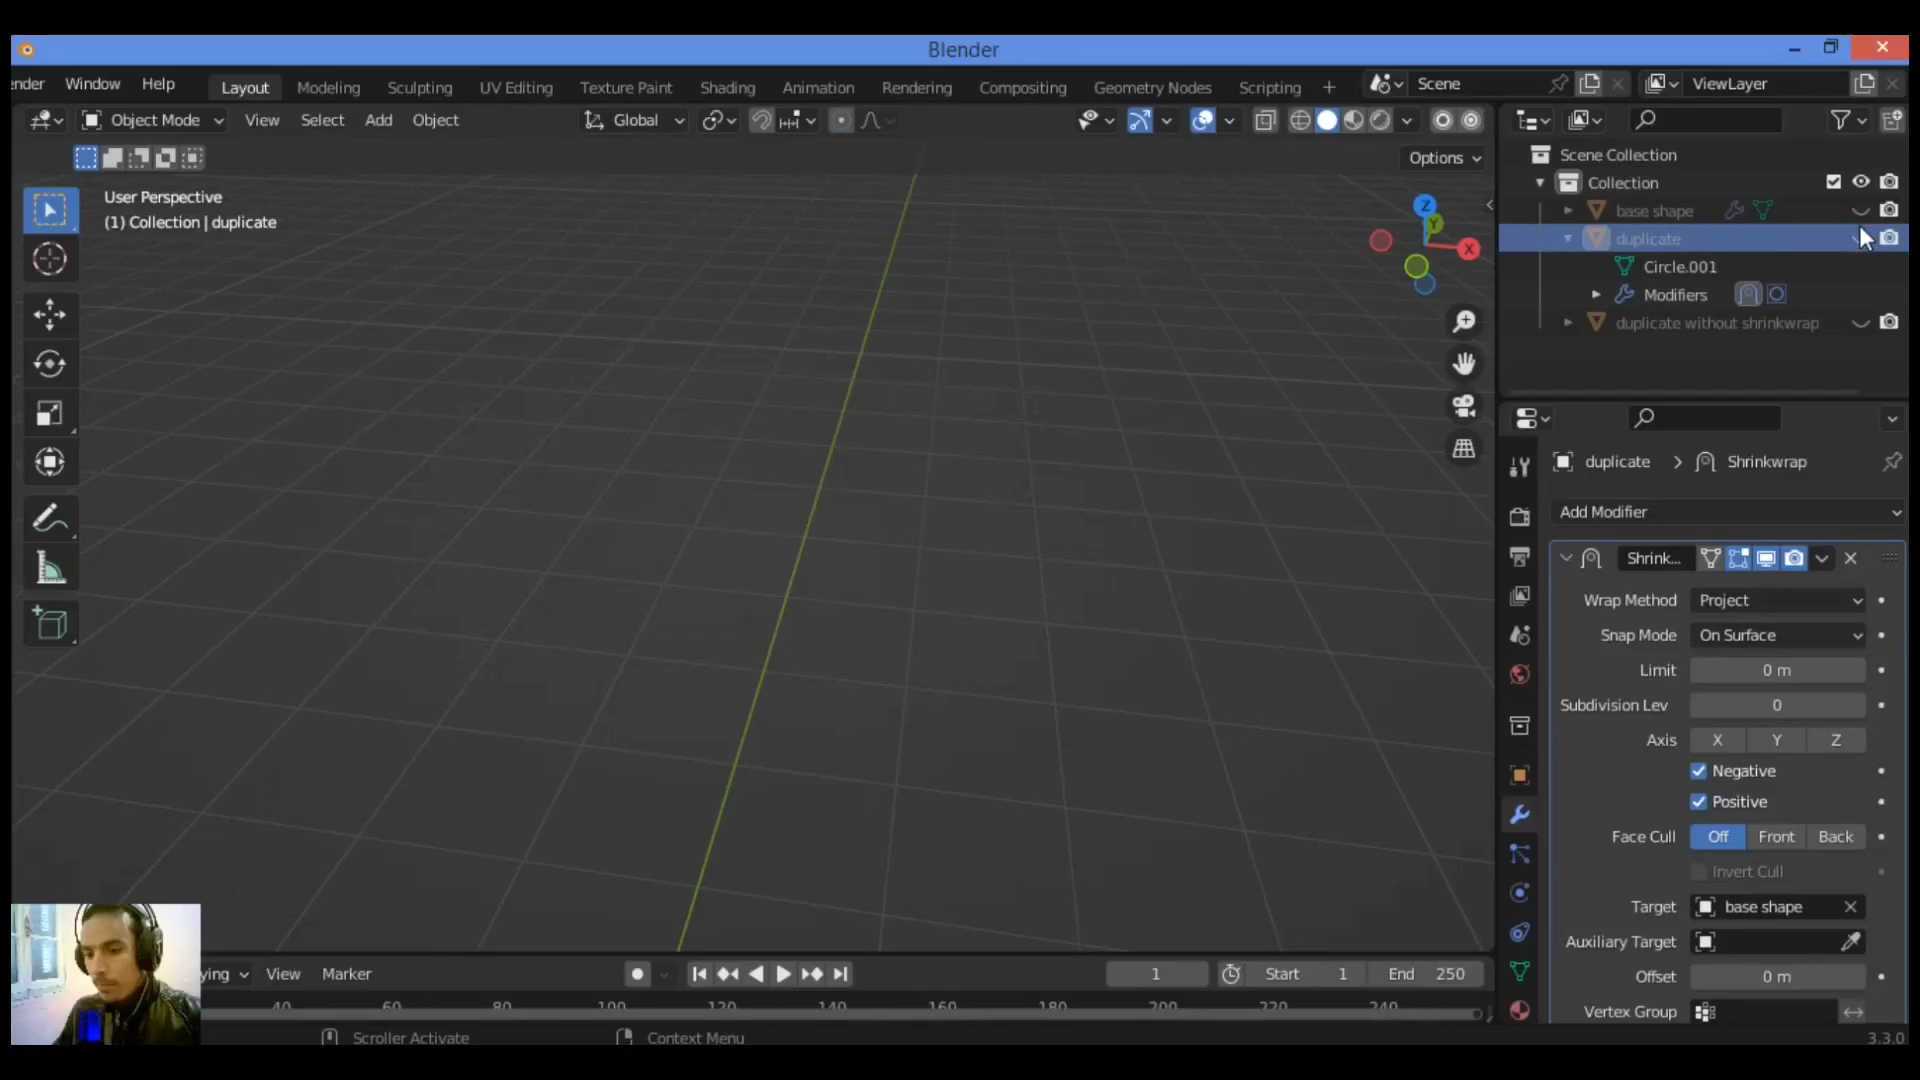 Blender
nder Window Help Layout Modeling Sculpting UV Editing Texture Paint Shading Animation Rendering Compositing Geometry Nodes Scripting + Scene ViewLayer
Object Mode View Select Add Object Global
Options
User Perspective
(1) Collection | duplicate
Z
Y
X
Scene Collection
Collection
base shape
duplicate
Circle.001
Modifiers
duplicate without shrinkwrap
duplicate > Shrinkwrap
Add Modifier
Shrink...
Wrap Method Project
Snap Mode On Surface
Limit 0 m
Subdivision Lev 0
Axis X Y Z
Negative
Positive
Face Cull Off Front Back
Invert Cull
Target base shape
Auxiliary Target
Offset 0 m
Vertex Group
ying View Marker 1 Start 1 End 250
40 60 80 100 120 140 160 180 200 220 240
Scroller Activate Context Menu 3.3.0